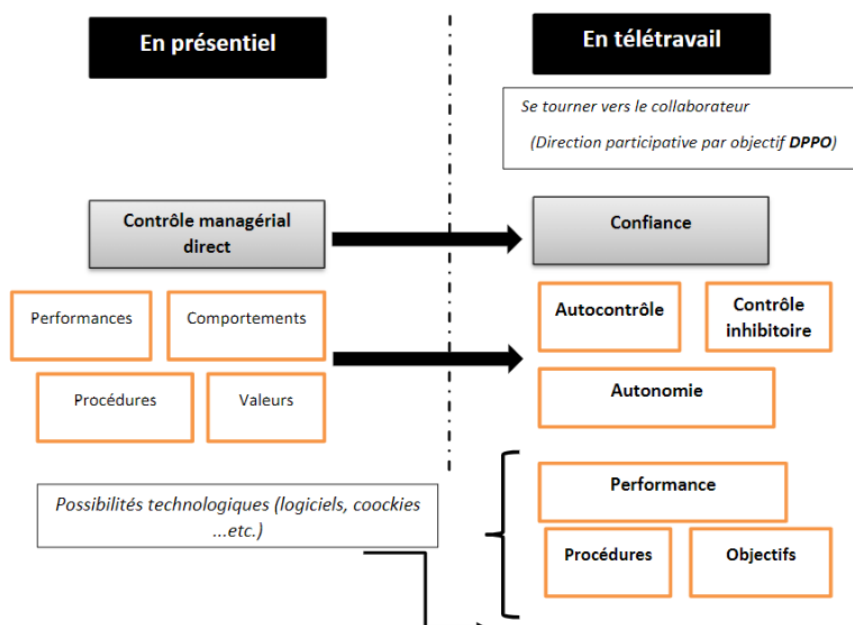 En présentiel
En télétravail
Se tourner vers le collaborateur
(Direction participative par objectif DPPO)
Contrôle managérial
direct
Confiance
Performances
Comportements
Autocontrôle
Contrôle
inhibitoire
Procédures
Valeurs
Autonomie
Possibilités technologiques (logiciels, coockies
...etc.)
Performance
Procédures
Objectifs